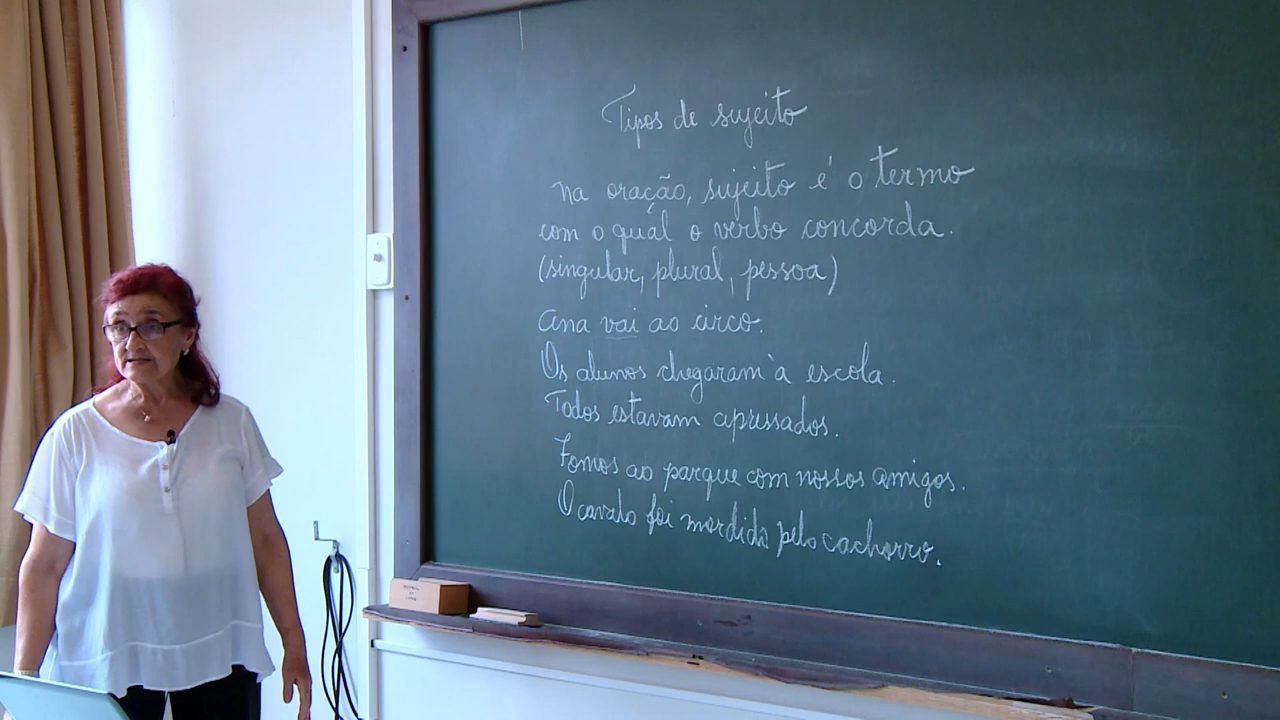 Tipos de sujeito
na oração, sujeito é o termo
com o qual o verbo concorda.
(singular, plural, pessoa)
Ana vai ao circo.
Os alunos chegaram à escola.
Todos estavam apressados.
Fomos ao parque com nossos amigos.
O cavalo foi mordido pelo cachorro.